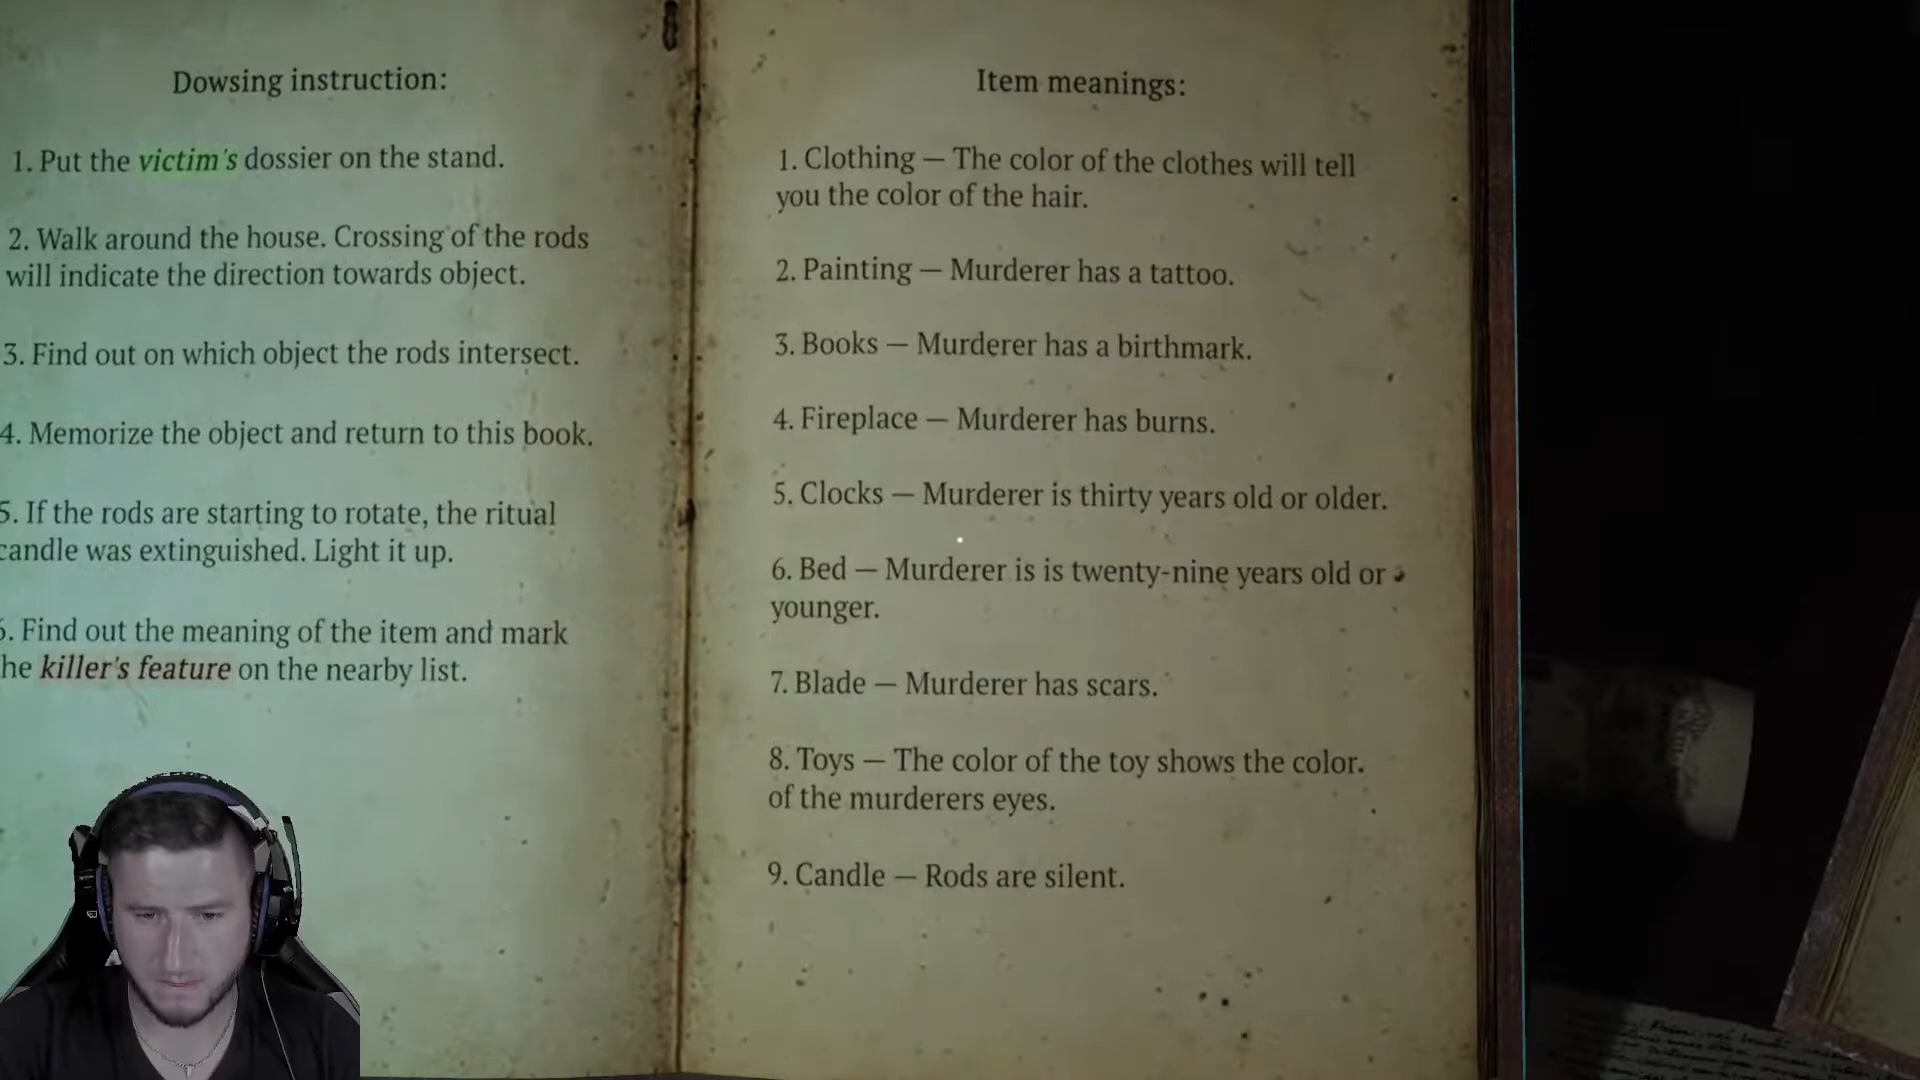 Dowsing instruction:
1. Put the victim's dossier on the stand.
2. Walk around the house. Crossing of the rods
will indicate the direction towards object.
3. Find out on which object the rods intersect.
4. Memorize the object and return to this book.
5. If the rods are starting to rotate, the ritual
candle was extinguished. Light it up.
6. Find out the meaning of the item and mark
he killer's feature on the nearby list.
Item meanings:
1. Clothing — The color of the clothes will tell
you the color of the hair.
2. Painting — Murderer has a tattoo.
3. Books — Murderer has a birthmark.
4. Fireplace — Murderer has burns.
5. Clocks — Murderer is thirty years old or older.
6. Bed — Murderer is is twenty-nine years old or
younger.
7. Blade — Murderer has scars.
8. Toys — The color of the toy shows the color.
of the murderers eyes.
9. Candle — Rods are silent.